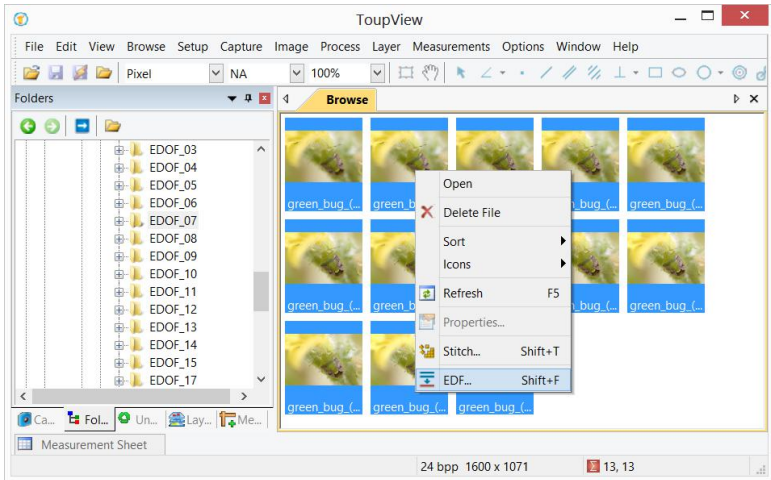 ToupView
File Edit View Browse Setup Capture Image Process Layer Measurements Options Window Help
Pixel NA 100%
Folders
Browse
EDOF_03
EDOF_04
EDOF_05
EDOF_06
EDOF_07
EDOF_08
EDOF_09
EDOF_10
EDOF_11
EDOF_12
EDOF_13
EDOF_14
EDOF_15
EDOF_17
green_bug_(... green_b green_bug_(... green_bug_(...
green_bug_(... green_b green_bug_(... green_bug_(...
green_bug_(... green_bug_(... green_bug_(...
Open
Delete File
Sort
Icons
Refresh F5
Properties...
Stitch... Shift+T
EDF... Shift+F
Ca... Fol... Un... Lay... Me...
Measurement Sheet
24 bpp 1600 x 1071 13, 13